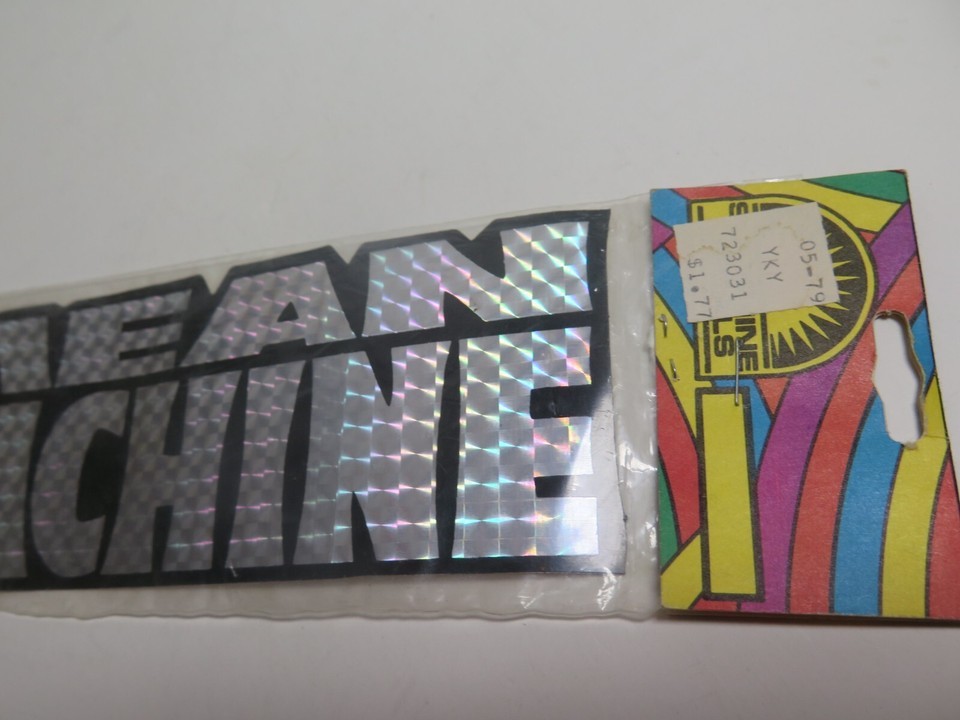 EAN
CHINE
05-79
YKY
723031
$1.77